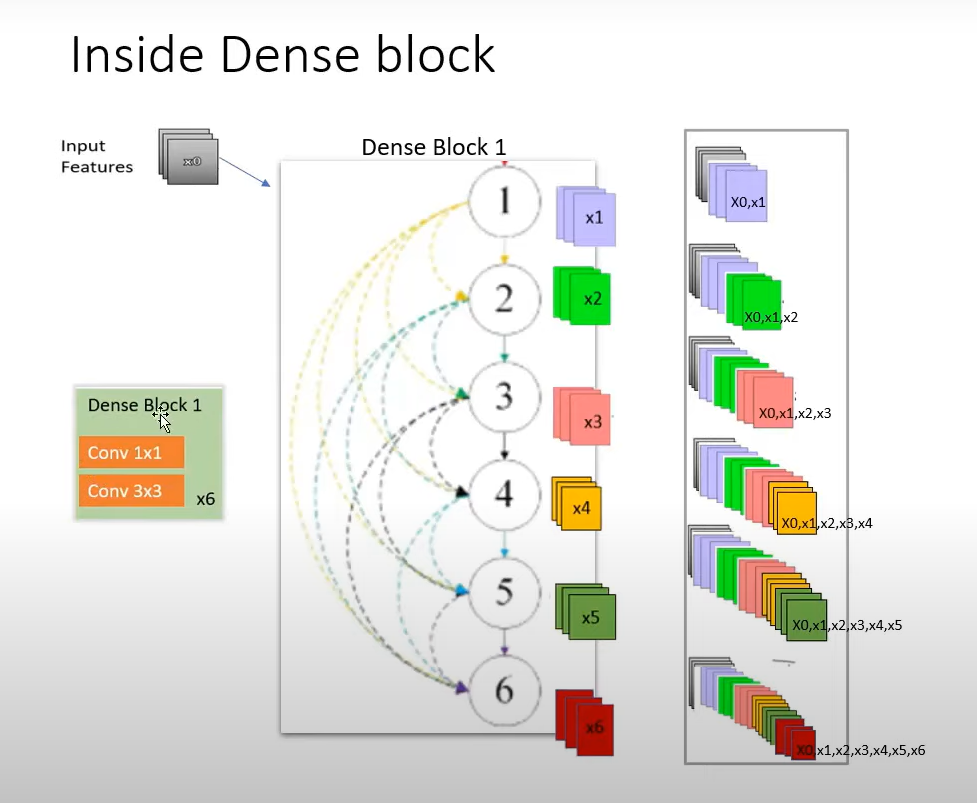 Inside Dense block
Input
Features
x0
Dense Block 1
1
x1
2
x2
3
x3
4
x4
5
x5
6
x6
Dense Block 1
Conv 1x1
Conv 3x3
x6
X0,x1
X0,x1,x2
X0,x1,x2,x3
X0,x1,x2,x3,x4
X0,x1,x2,x3,x4,x5
X0,x1,x2,x3,x4,x5,x6